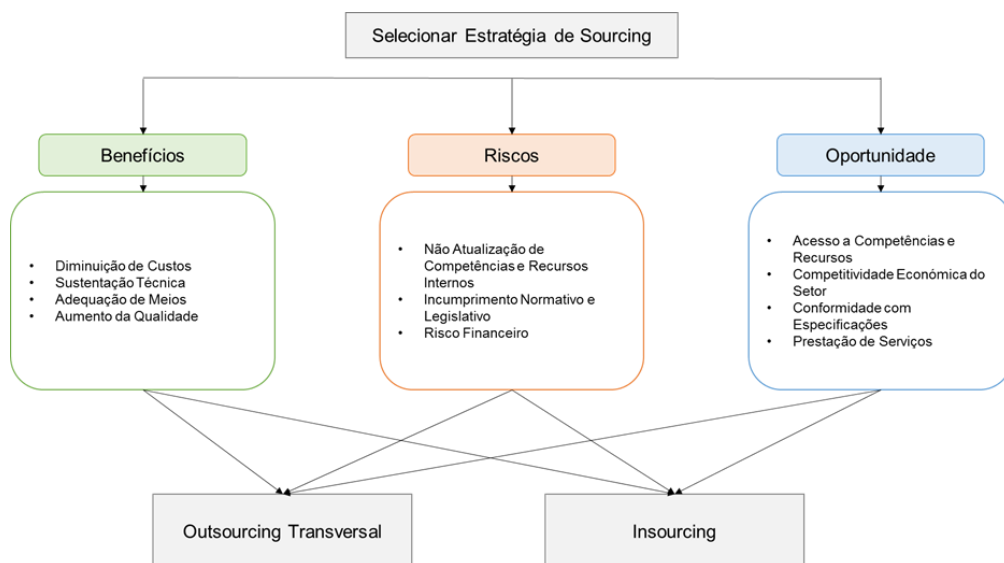 Selecionar Estratégia de Sourcing
Benefícios
Riscos
Oportunidade
• Diminuição de Custos
• Sustentação Técnica
• Adequação de Meios
• Aumento da Qualidade
• Não Atualização de
Competências e Recursos
Internos
• Incumprimento Normativo e
Legislativo
• Risco Financeiro
• Acesso a Competências e
Recursos
• Competitividade Económica do
Setor
• Conformidade com
Especificações
• Prestação de Serviços
Outsourcing Transversal
Insourcing